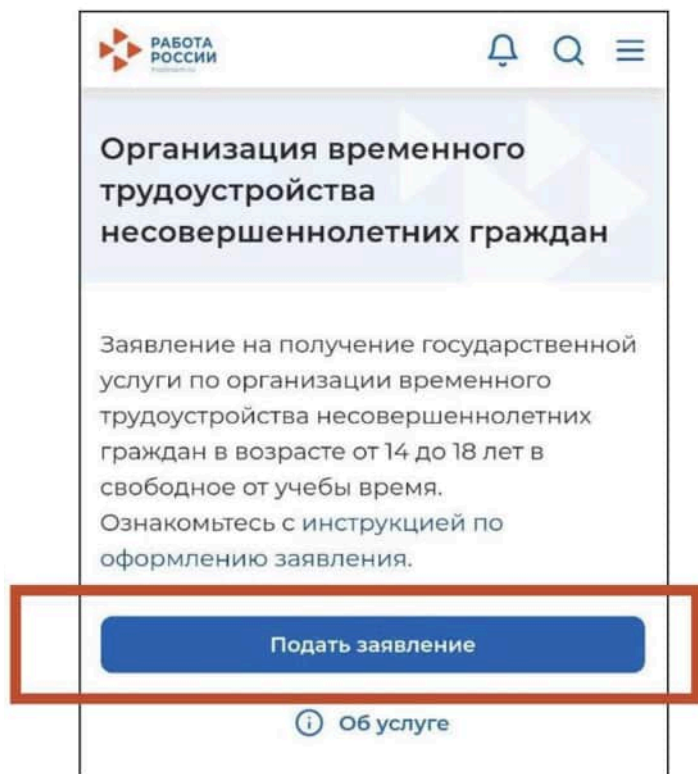 РАБОТА
РОССИИ
Организация временного
трудоустройства
несовершеннолетних граждан
Заявление на получение государственной
услуги по организации временного
трудоустройства несовершеннолетних
граждан в возрасте от 14 до 18 лет в
свободное от учебы время.
Ознакомьтесь с инструкцией по
оформлению заявления.
Подать заявление
Об услуге